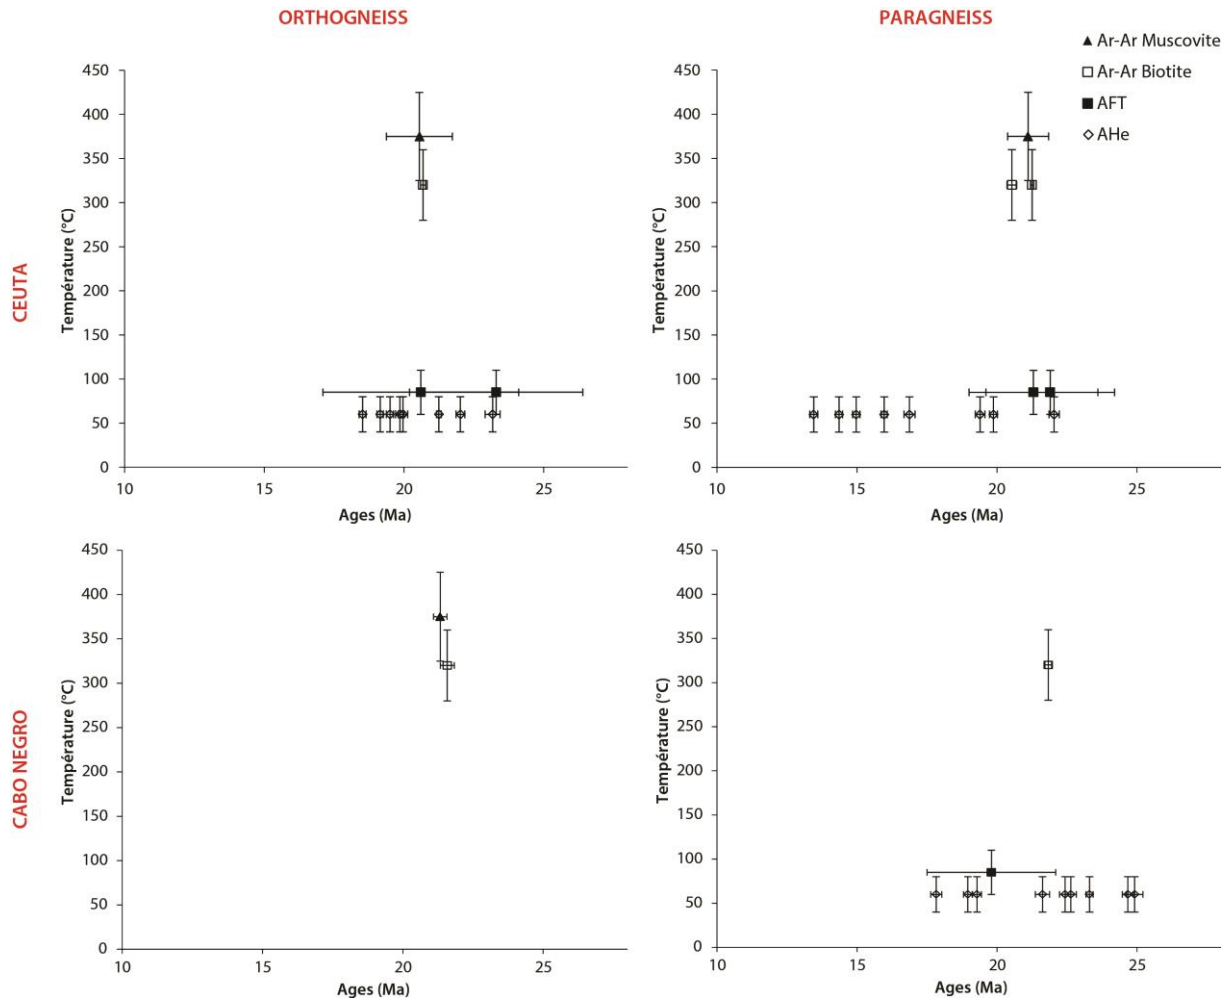 ORTHOGNEISS
PARAGNEISS
Ar-Ar Muscovite
Ar-Ar Biotite
AFT
AHe
CEUTA
Température (°C)
450
400
350
300
250
200
150
100
50
0
10 15 20 25
Ages (Ma)
Température (°C)
450
400
350
300
250
200
150
100
50
0
10 15 20 25
Ages (Ma)
CABO NEGRO
Température (°C)
450
400
350
300
250
200
150
100
50
0
10 15 20 25
Ages (Ma)
Température (°C)
450
400
350
300
250
200
150
100
50
0
10 15 20 25
Ages (Ma)